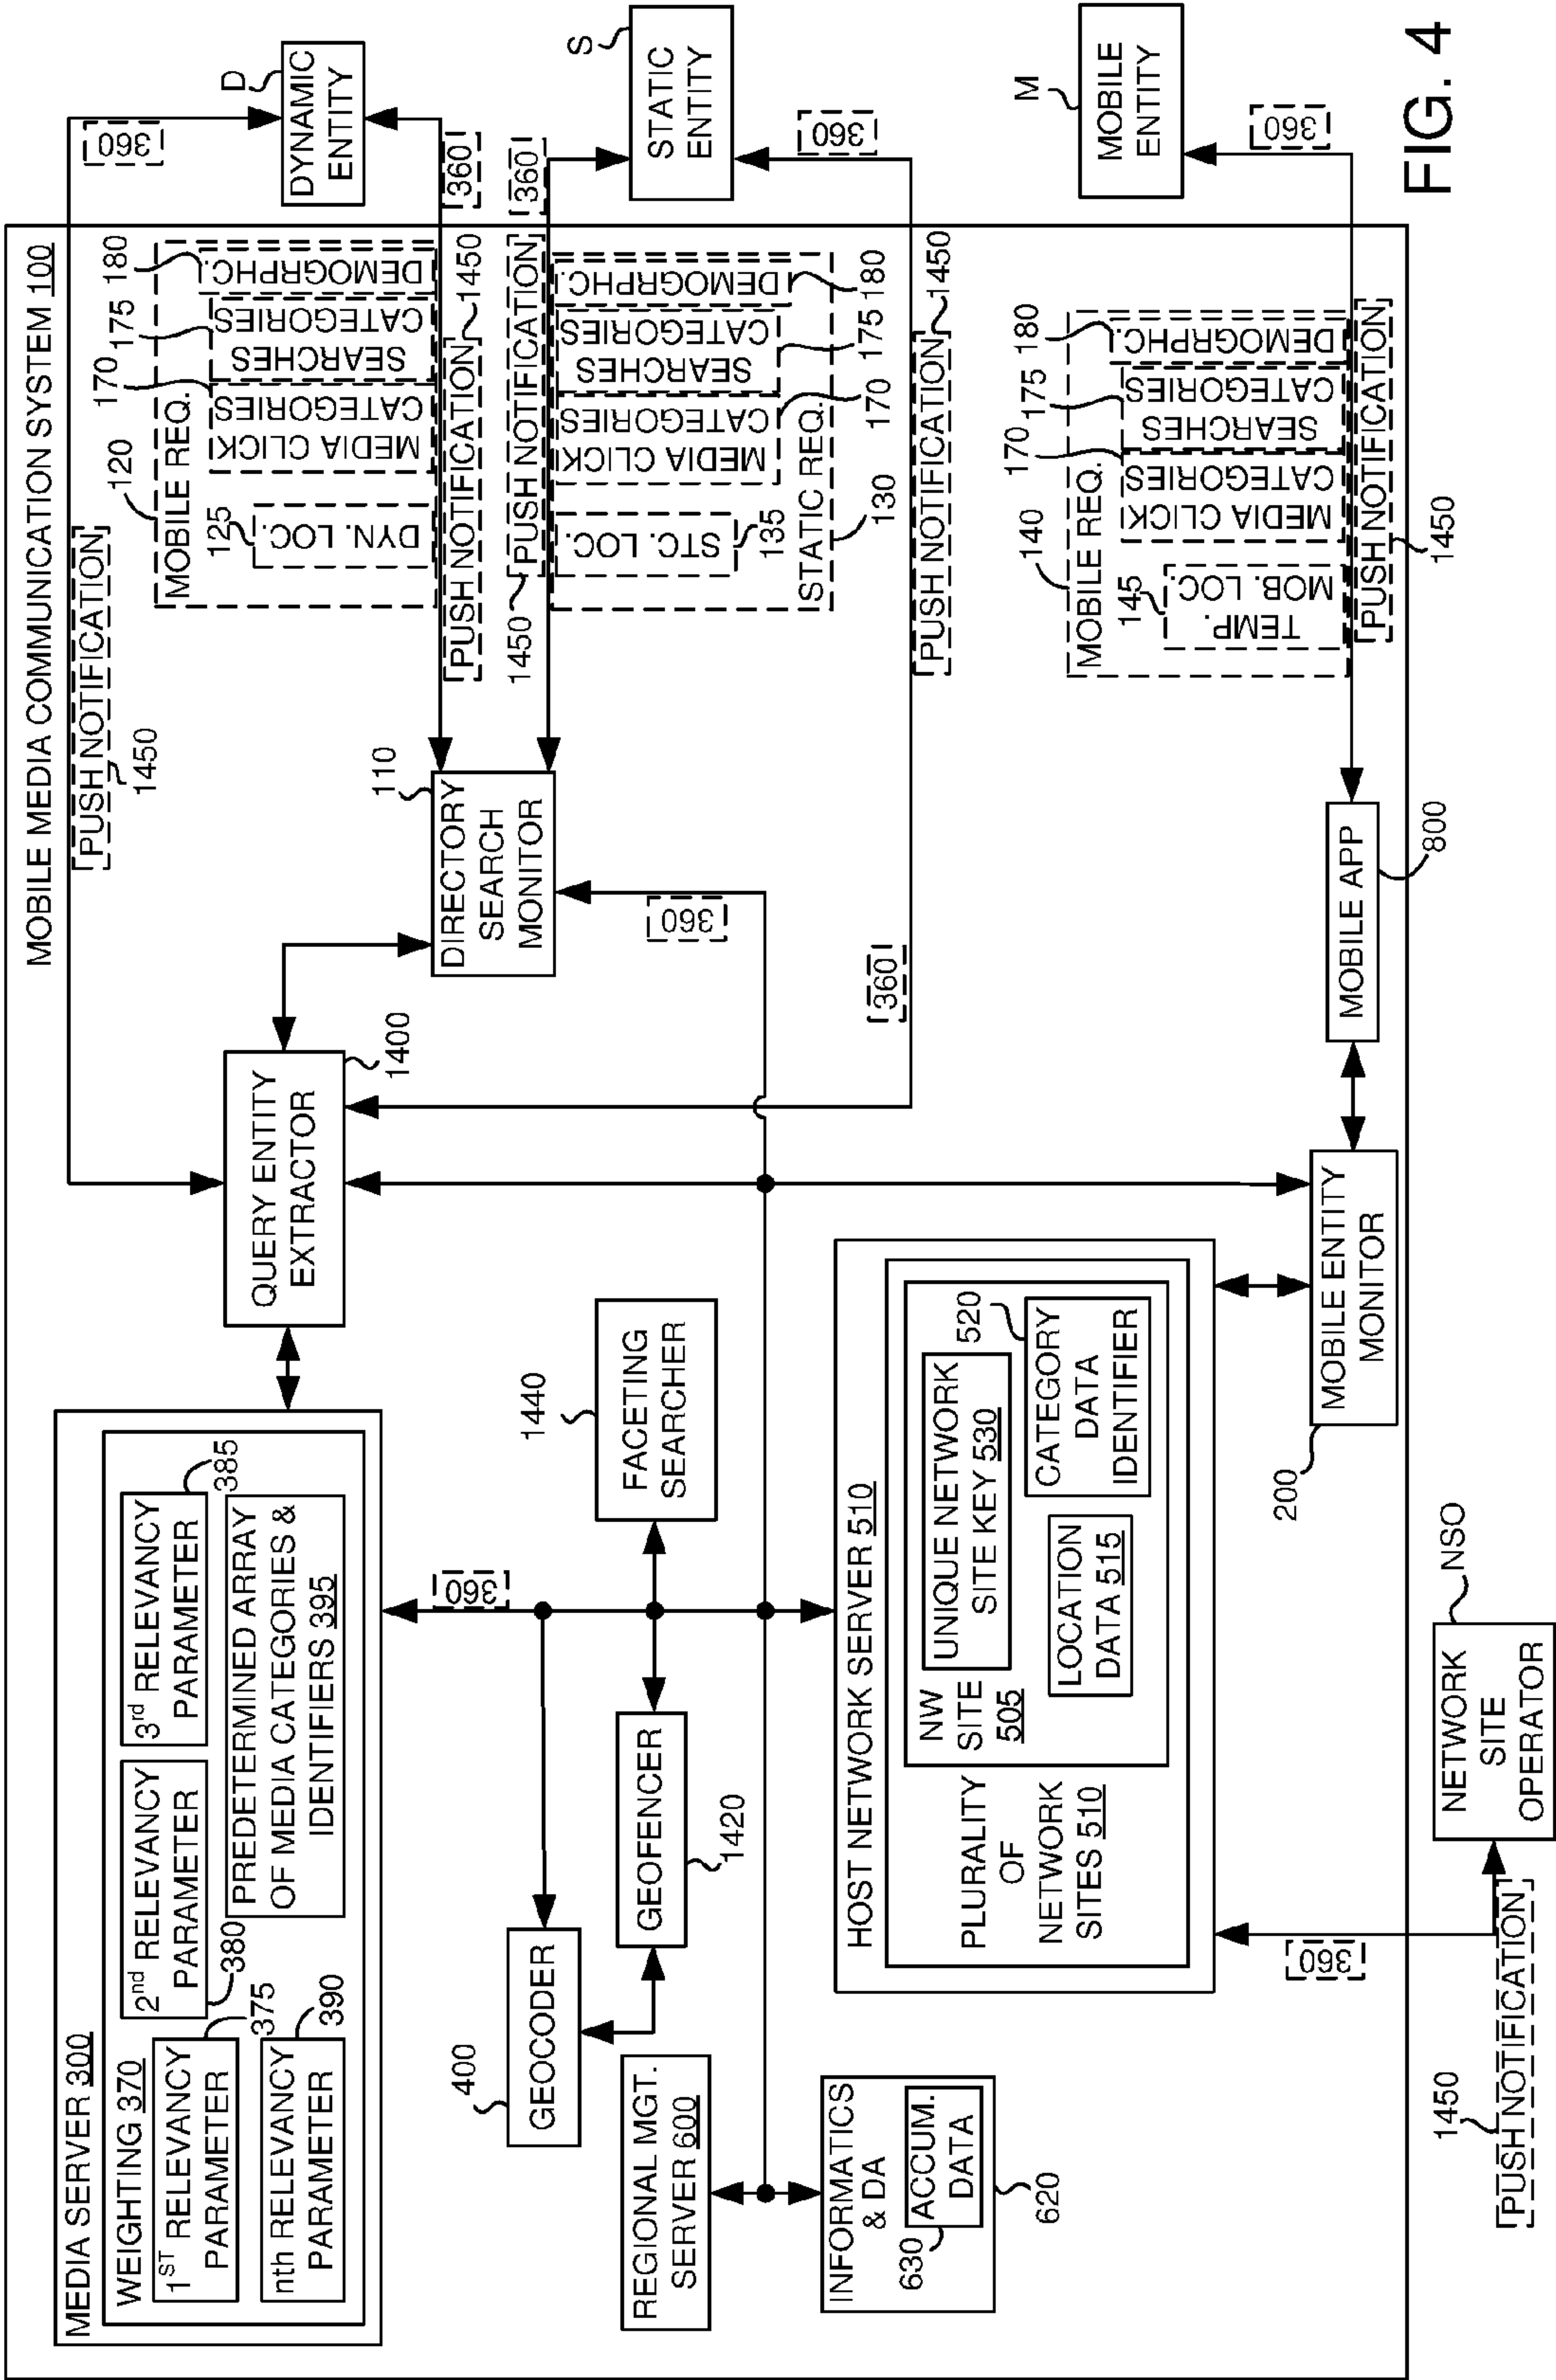 MOBILE MEDIA COMMUNICATION SYSTEM 100
MEDIA SERVER 300
WEIGHTING 370
1ST RELEVANCY
PARAMETER
375
2nd RELEVANCY
PARAMETER
380
3rd RELEVANCY
PARAMETER
385
nth RELEVANCY
PARAMETER
390
PREDETERMINED ARRAY
OF MEDIA CATEGORIES &
IDENTIFIERS 395
360
QUERY ENTITY
EXTRACTOR
1400
PUSH NOTIFICATION
1450
360
D
DYNAMIC
ENTITY
120
MOBILE REQ.
125
DYN. LOC.
170
MEDIA CLICK
CATEGORIES
175
SEARCHES
CATEGORIES
180
DEMOGRPHC.
360
PUSH NOTIFICATION
1450
110
DIRECTORY
SEARCH
MONITOR
360
1450
PUSH NOTIFICATION
360
S
STATIC
ENTITY
STC. LOC.
135
MEDIA CLICK
CATEGORIES
170
SEARCHES
CATEGORIES
175
DEMOGRPHC.
180
STATIC REQ.
130
360
360
PUSH NOTIFICATION
1450
400
GEOCODER
GEOFENCER
1420
1440
FACETING
SEARCHER
REGIONAL MGT.
SERVER 600
INFORMATICS
& DA
630
ACCUM.
DATA
620
HOST NETWORK SERVER 510
PLURALITY
OF
NETWORK
SITES 510
NW
SITE
505
UNIQUE NETWORK
SITE KEY 530
LOCATION
DATA 515
520
CATEGORY
DATA
IDENTIFIER
200
MOBILE ENTITY
MONITOR
MOBILE APP
800
140
MOBILE REQ.
145
TEMP.
MOB. LOC.
170
MEDIA CLICK
CATEGORIES
175
SEARCHES
CATEGORIES
180
DEMOGRPHC.
PUSH NOTIFICATION
1450
M
MOBILE
ENTITY
360
360
1450
PUSH NOTIFICATION
NETWORK
SITE
OPERATOR
NSO
FIG. 4